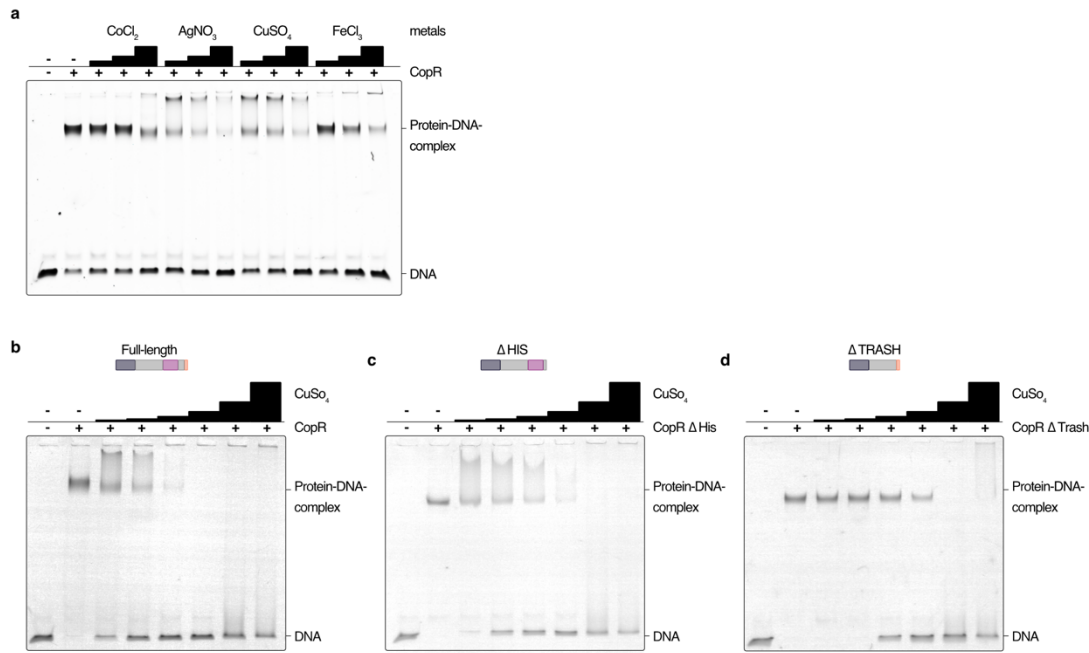 a
CoCl2 AgNO3 CuSO4 FeCl3 metals
- - 
- + + + + + + + + + + + + + CopR
Protein-DNA-
complex
DNA
b
Full-length
CuSo4
- -
- + + + + + + + CopR
Protein-DNA-
complex
DNA
c
Δ HIS
CuSo4
- -
- + + + + + + + CopR Δ His
Protein-DNA-
complex
DNA
d
Δ TRASH
CuSo4
- -
- + + + + + + + CopR Δ Trash
Protein-DNA-
complex
DNA